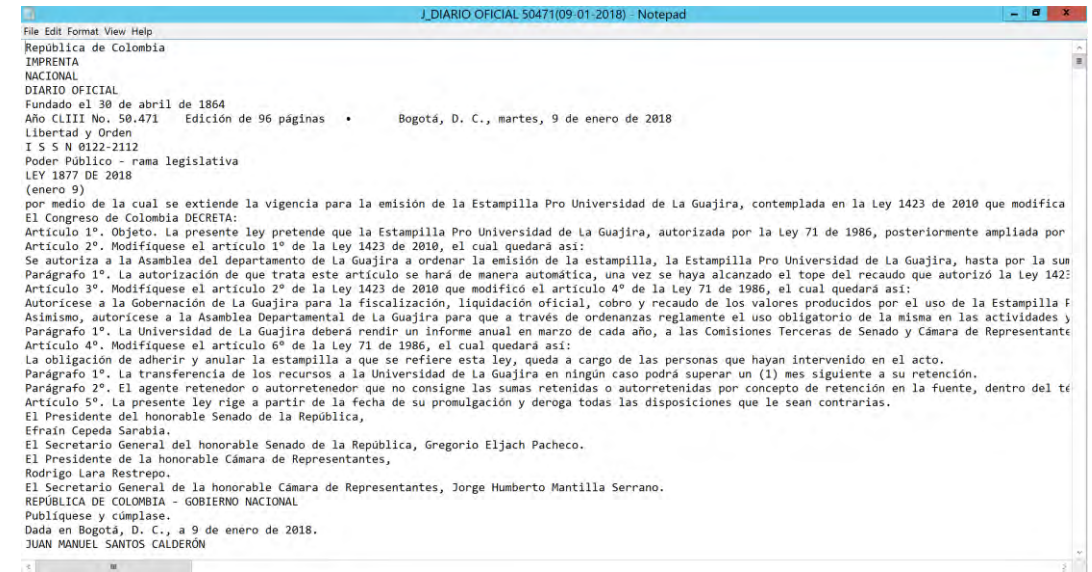 J_DIARIO OFICIAL 50471(09-01-2018) - Notepad
File Edit Format View Help
República de Colombia
IMPRENTA
NACIONAL
DIARIO OFICIAL
Fundado el 30 de abril de 1864
Año CLIII No. 50.471 Edición de 96 páginas • Bogotá, D. C., martes, 9 de enero de 2018
Libertad y Orden
I S S N 0122-2112
Poder Público - rama legislativa
LEY 1877 DE 2018
(enero 9)
por medio de la cual se extiende la vigencia para la emisión de la Estampilla Pro Universidad de La Guajira, contemplada en la Ley 1423 de 2010 que modifica
El Congreso de Colombia DECRETA:
Artículo 1º. Objeto. La presente ley pretende que la Estampilla Pro Universidad de La Guajira, autorizada por la Ley 71 de 1986, posteriormente ampliada por
Artículo 2º. Modifíquese el artículo 1º de la Ley 1423 de 2010, el cual quedará así:
Se autoriza a la Asamblea del departamento de La Guajira a ordenar la emisión de la estampilla, la Estampilla Pro Universidad de La Guajira, hasta por la sum
Parágrafo 1º. La autorización de que trata este artículo se hará de manera automática, una vez se haya alcanzado el tope del recaudo que autorizó la Ley 1423
Artículo 3º. Modifíquese el artículo 2º de la Ley 1423 de 2010 que modificó el artículo 4º de la Ley 71 de 1986, el cual quedará así:
Autorícese a la Gobernación de La Guajira para la fiscalización, liquidación oficial, cobro y recaudo de los valores producidos por el uso de la Estampilla
Asimismo, autorícese a la Asamblea Departamental de La Guajira para que a través de ordenanzas reglamente el uso obligatorio de la misma en las actividades y
Parágrafo 1º. La Universidad de La Guajira deberá rendir un informe anual en marzo de cada año, a las Comisiones Terceras de Senado y Cámara de Representante
Artículo 4º. Modifíquese el artículo 6º de la Ley 71 de 1986, el cual quedará así:
La obligación de adherir y anular la estampilla a que se refiere esta ley, queda a cargo de las personas que hayan intervenido en el acto.
Parágrafo 1º. La transferencia de los recursos a la Universidad de La Guajira en ningún caso podrá superar un (1) mes siguiente a su retención.
Parágrafo 2º. El agente retenedor o autorretenedor que no consigne las sumas retenidas o autorretenidas por concepto de retención en la fuente, dentro del té
Artículo 5º. La presente ley rige a partir de la fecha de su promulgación y deroga todas las disposiciones que le sean contrarias.
El Presidente del honorable Senado de la República,
Efraín Cepeda Sarabia.
El Secretario General del honorable Senado de la República, Gregorio Eljach Pacheco.
El Presidente de la honorable Cámara de Representantes,
Rodrigo Lara Restrepo.
El Secretario General de la honorable Cámara de Representantes, Jorge Humberto Mantilla Serrano.
REPÚBLICA DE COLOMBIA - GOBIERNO NACIONAL
Publíquese y cúmplase.
Dada en Bogotá, D. C., a 9 de enero de 2018.
JUAN MANUEL SANTOS CALDERÓN